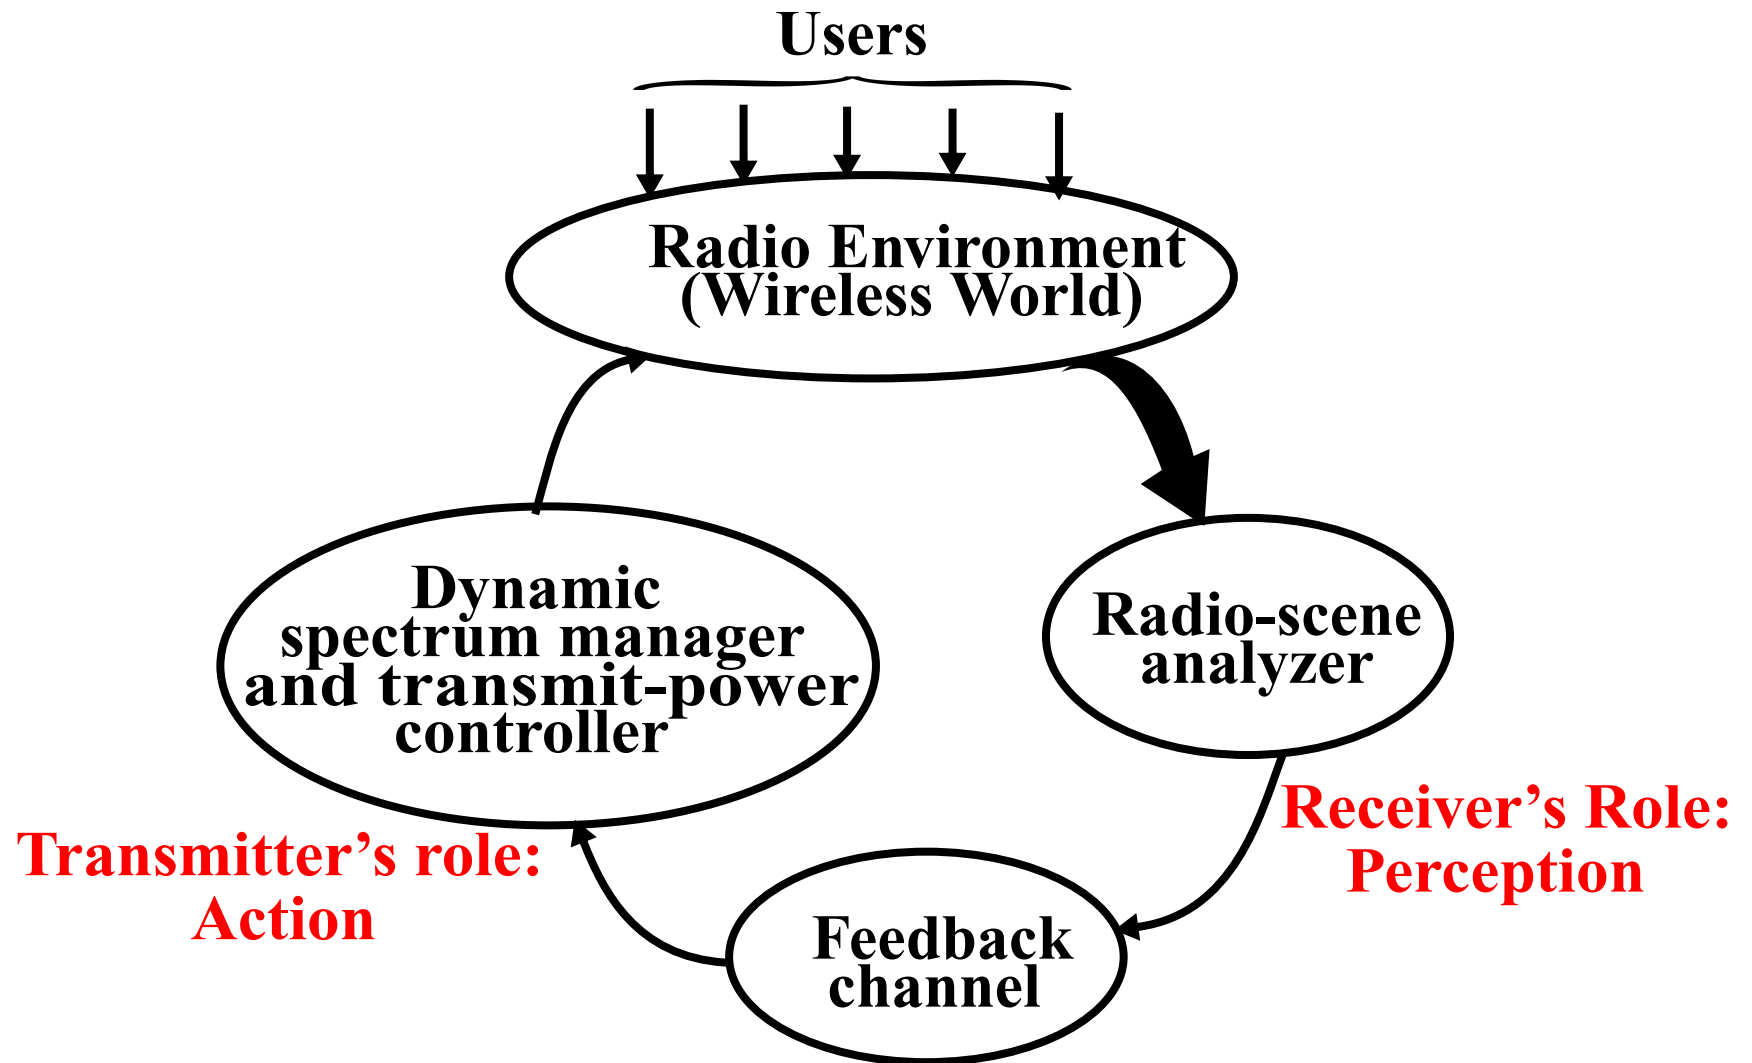 Users
Radio Environment
(Wireless World)
Dynamic
spectrum manager
and transmit-power
controller
Radio-scene
analyzer
Receiver’s Role:
Perception
Transmitter’s role:
Action
Feedback
channel